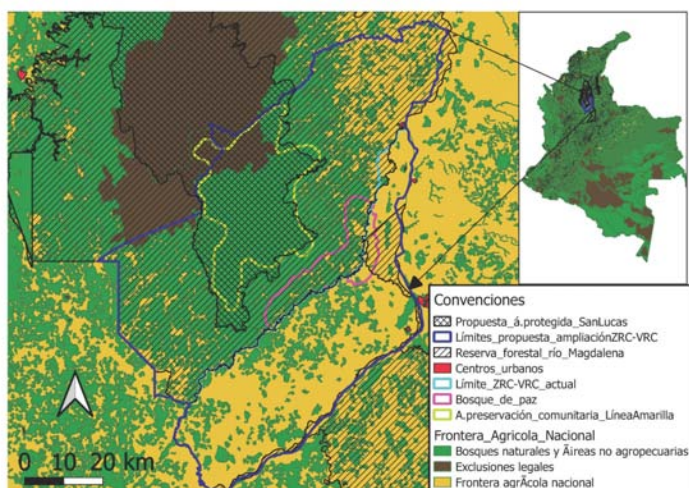 Convenciones
Propuesta_á.protegida_SanLucas
Límites_propuesta_ampliaciónZRC-VRC
Reserva_forestal_río_Magdalena
Centros_urbanos
Límite_ZRC-VRC_actual
Bosque_de_paz
A.preservación_comunitaria_LíneaAmarilla
Frontera_Agricola_Nacional
Bosques naturales y Ãireas no agropecuarias
Exclusiones legales
Frontera agrÃcola nacional
0 10 20 km